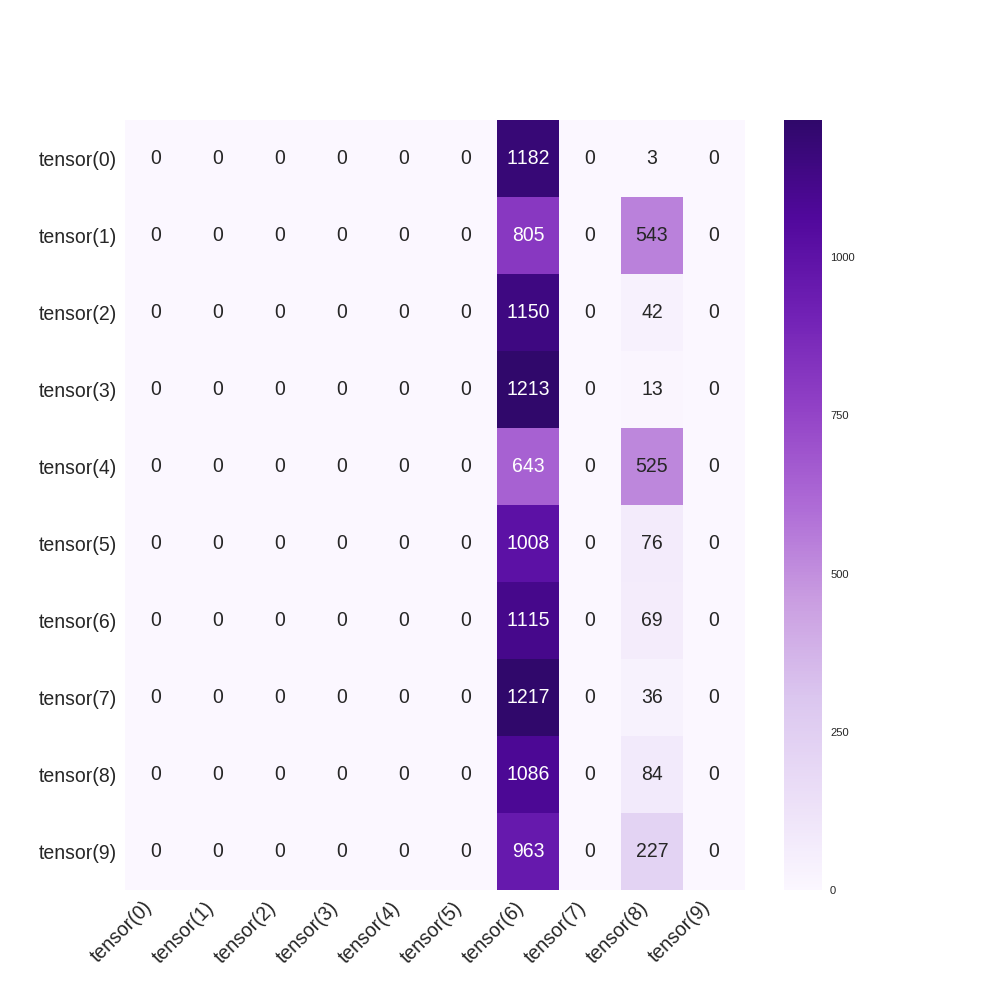 tensor(0) 0 0 0 0 0 0 1182 0 3 0
tensor(1) 0 0 0 0 0 0 805 0 543 0
tensor(2) 0 0 0 0 0 0 1150 0 42 0
tensor(3) 0 0 0 0 0 0 1213 0 13 0
tensor(4) 0 0 0 0 0 0 643 0 525 0
tensor(5) 0 0 0 0 0 0 1008 0 76 0
tensor(6) 0 0 0 0 0 0 1115 0 69 0
tensor(7) 0 0 0 0 0 0 1217 0 36 0
tensor(8) 0 0 0 0 0 0 1086 0 84 0
tensor(9) 0 0 0 0 0 0 963 0 227 0
tensor(0) tensor(1) tensor(2) tensor(3) tensor(4) tensor(5) tensor(6) tensor(7) tensor(8) tensor(9)
1000
750
500
250
0